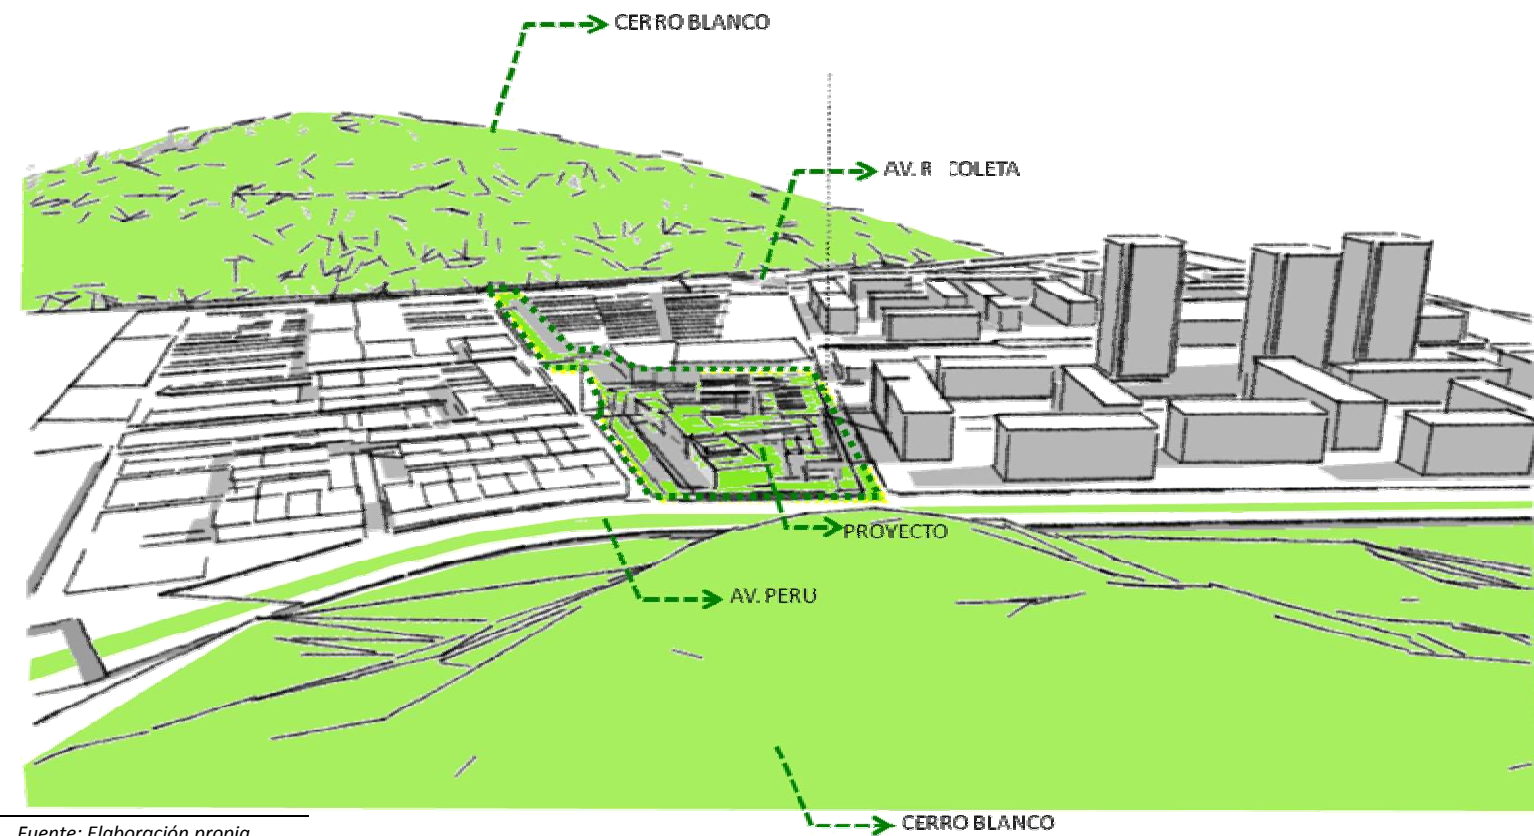 CERRO BLANCO
AV. R COLETA
PROYECTO
AV. PERU
CERRO BLANCO
Fuente: Elaboración propia